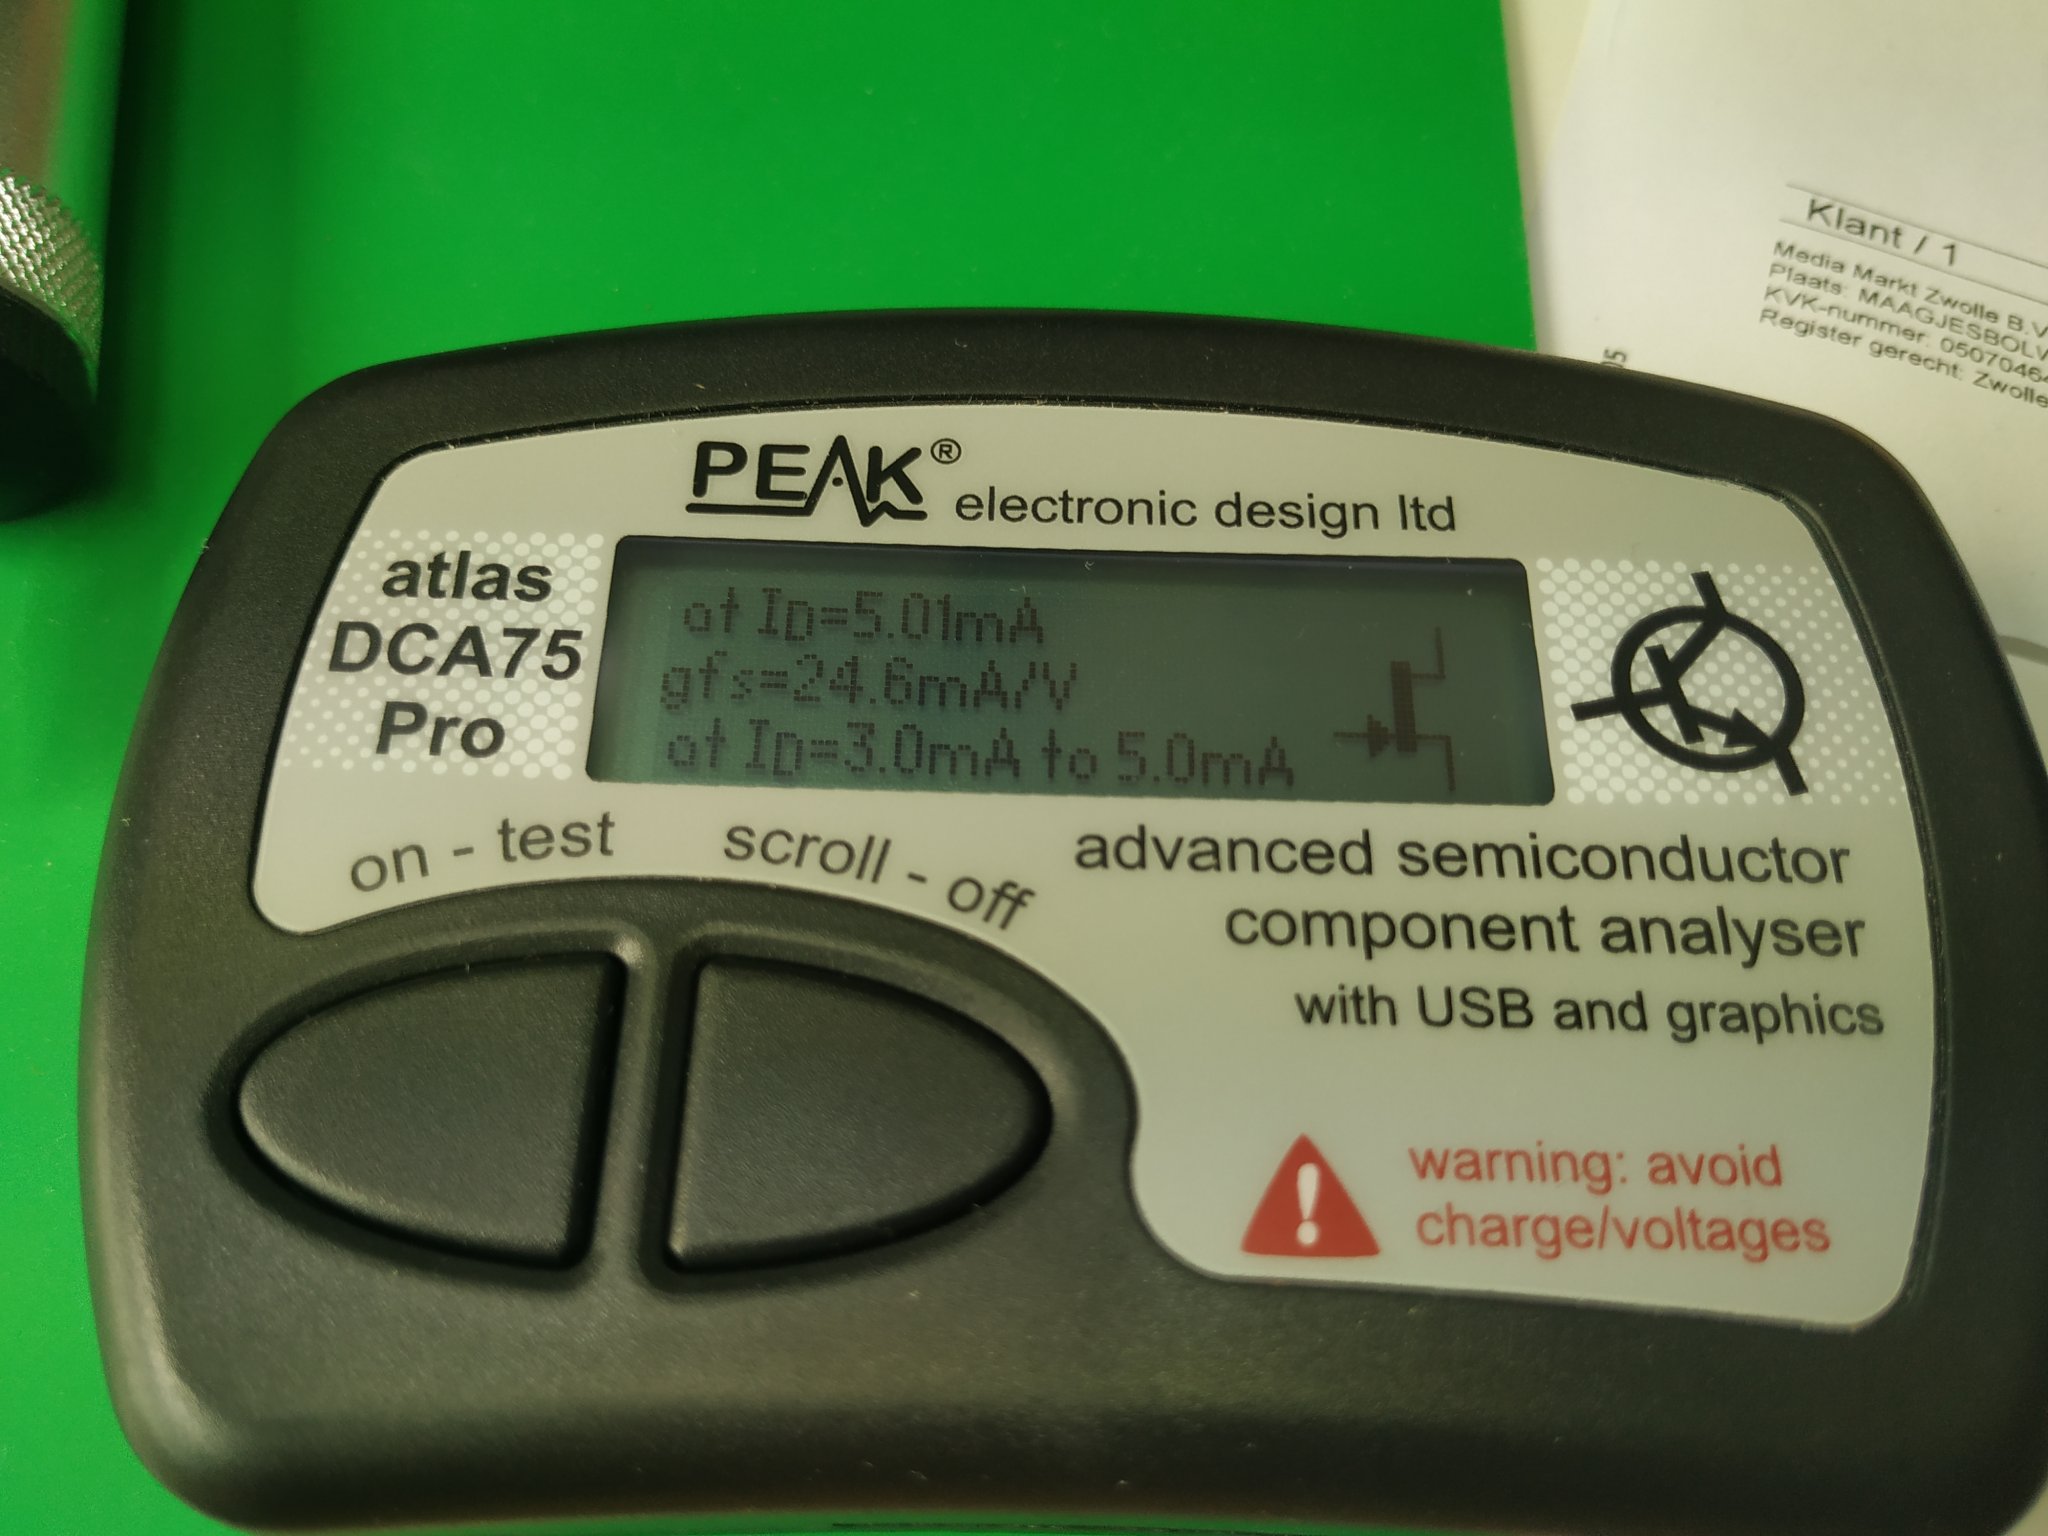 Klant / 1
Media Markt Zwolle B.V
Plaats: MAAGJESBOLW
KVK-nummer: 0507046
Register gerecht: Zwolle
05
PEAK®
electronic design ltd
atlas
DCA75
Pro
at ID=5.01mA
gfs=24.6mA/V
at ID=3.0mA to 5.0mA
on - test
scroll - off
advanced semiconductor
component analyser
with USB and graphics
warning: avoid
charge/voltages